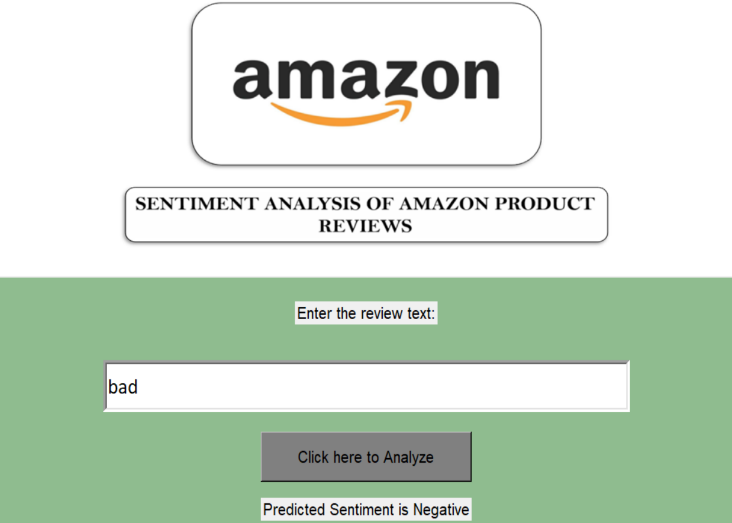 amazon
SENTIMENT ANALYSIS OF AMAZON PRODUCT
REVIEWS
Enter the review text:
bad
Click here to Analyze
Predicted Sentiment is Negative